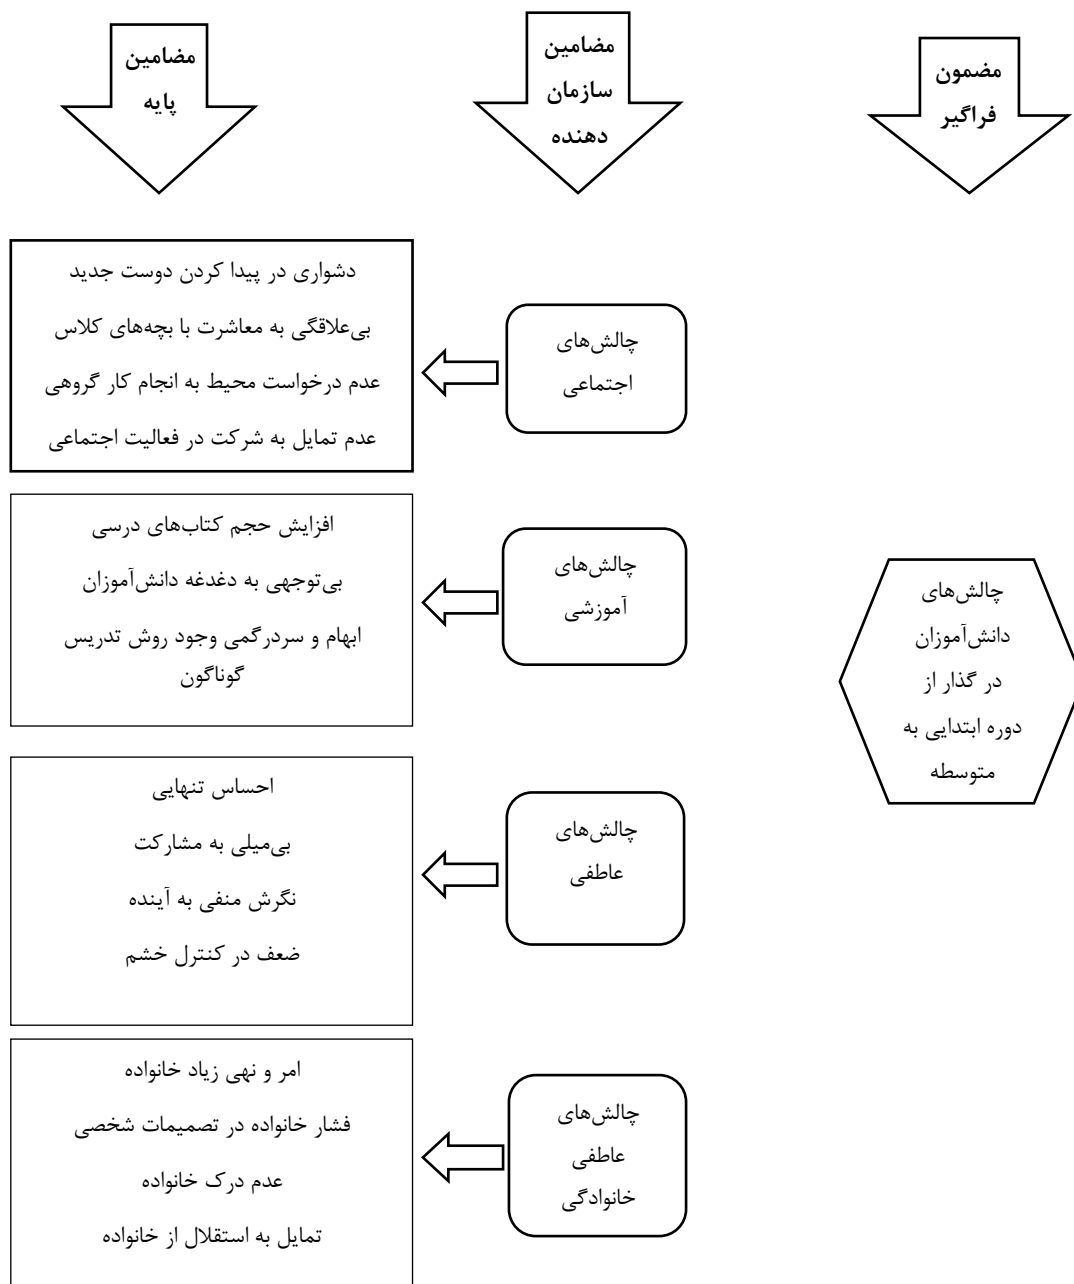 مضمون
فراگیر
مضامین
سازمان
دهنده
مضامین
پایه
چالش‌های
دانش‌آموزان
در گذار از
دوره ابتدایی به
متوسطه
چالش‌های
اجتماعی
دشواری در پیدا کردن دوست جدید
بی‌علاقگی به معاشرت با بچه‌های کلاس
عدم درخواست محیط به انجام کار گروهی
عدم تمایل به شرکت در فعالیت اجتماعی
چالش‌های
آموزشی
افزایش حجم کتاب‌های درسی
بی‌توجهی به دغدغه دانش‌آموزان
ابهام و سردرگمی وجود روش تدریس
گوناگون
چالش‌های
عاطفی
احساس تنهایی
بی‌میلی به مشارکت
نگرش منفی به آینده
ضعف در کنترل خشم
چالش‌های
عاطفی
خانوادگی
امر و نهی زیاد خانواده
فشار خانواده در تصمیمات شخصی
عدم درک خانواده
تمایل به استقلال از خانواده